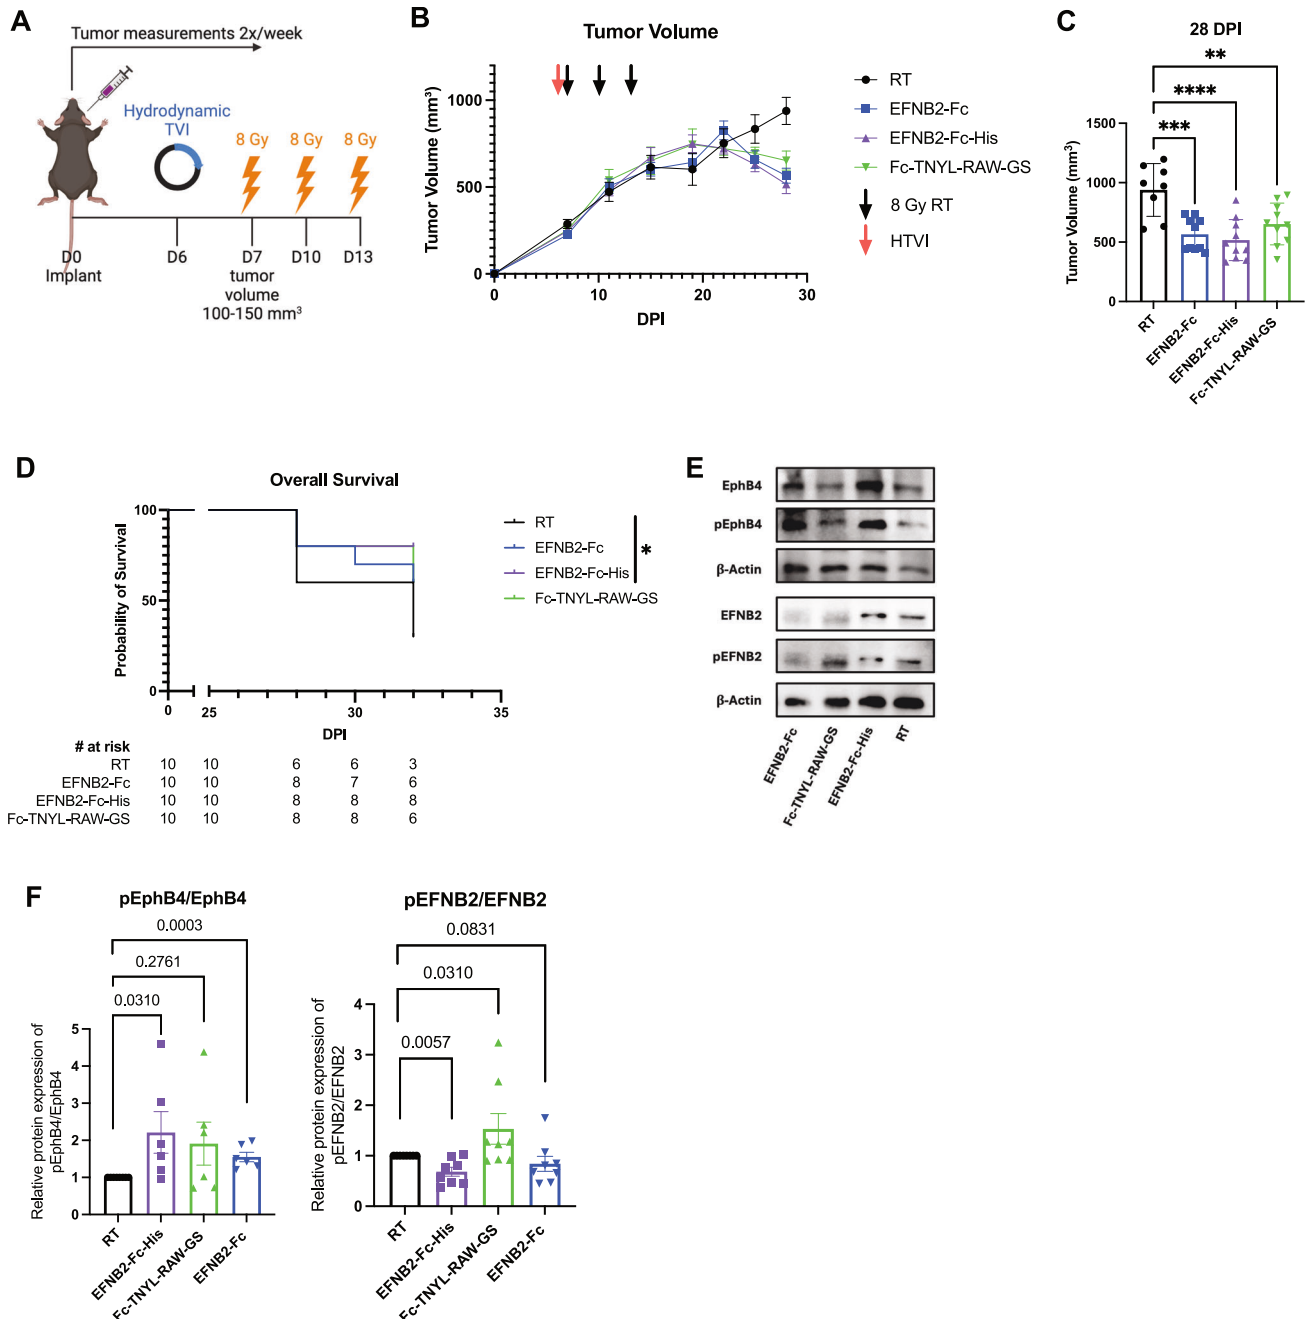 A
Tumor measurements 2x/week
Hydrodynamic
TVI
8 Gy 8 Gy 8 Gy
D0 D6 D7 D10 D13
Implant tumor
volume
100-150 mm³
B
Tumor Volume
Tumor Volume (mm³)
1000
500
0
0 10 20 30
DPI
RT
EFNB2-Fc
EFNB2-Fc-His
Fc-TNYL-RAW-GS
8 Gy RT
HTVI
C
28 DPI
**
****
***
Tumor Volume (mm³)
1500
1000
500
0
RT
EFNB2-Fc
EFNB2-Fc-His
Fc-TNYL-RAW-GS
D
Overall Survival
Probability of Survival
100
50
0
0 25 30 35
DPI
RT
EFNB2-Fc
EFNB2-Fc-His
Fc-TNYL-RAW-GS
*
# at risk
RT 10 10 6 6 3
EFNB2-Fc 10 10 8 7 6
EFNB2-Fc-His 10 10 8 8 8
Fc-TNYL-RAW-GS 10 10 8 8 6
E
EphB4
pEphB4
β-Actin
EFNB2
pEFNB2
β-Actin
EFNB2-Fc
Fc-TNYL-RAW-GS
EFNB2-Fc-His
RT
F
pEphB4/EphB4
0.0003
0.2761
0.0310
Relative protein expression of
pEphB4/EphB4
5
4
3
2
1
0
RT
EFNB2-Fc-His
Fc-TNYL-RAW-GS
EFNB2-Fc
pEFNB2/EFNB2
0.0831
0.0310
0.0057
Relative protein expression of
pEFNB2/EFNB2
4
3
2
1
0
RT
EFNB2-Fc-His
Fc-TNYL-RAW-GS
EFNB2-Fc